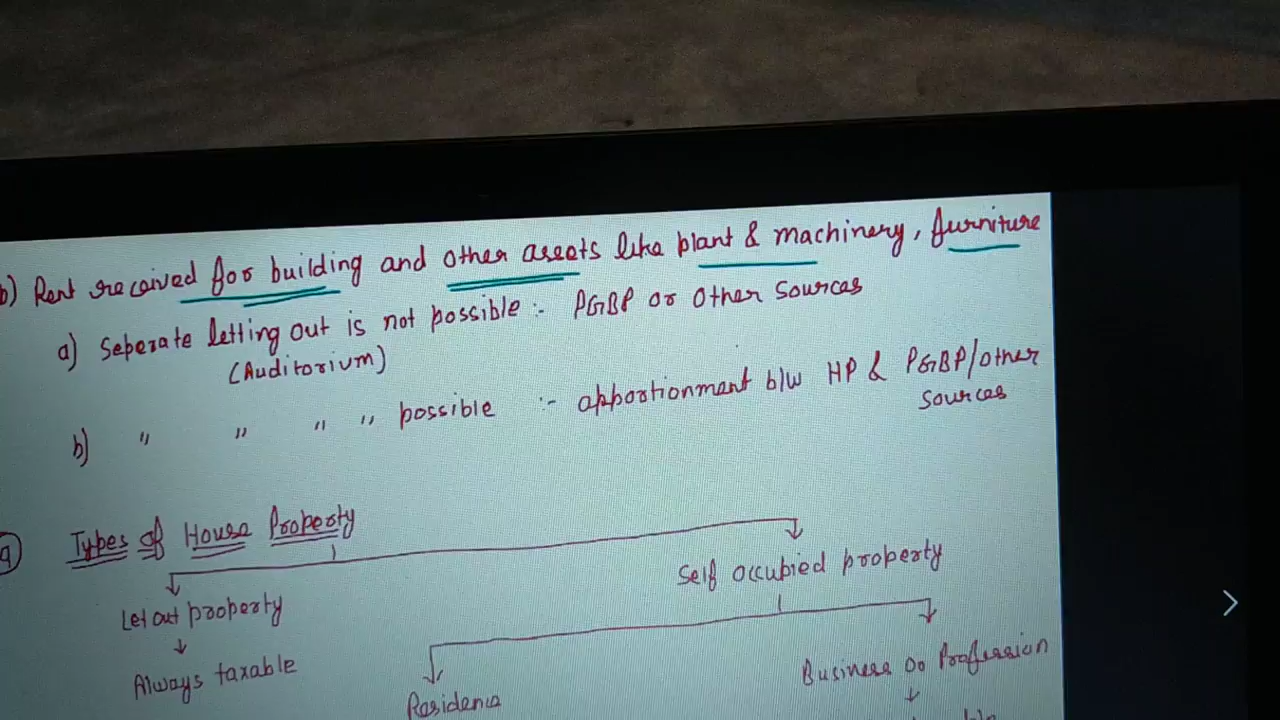 b) Rent received for building and other assets like plant & machinery, furniture
a) Seperate letting out is not possible :- PGBP or Other Sources
(Auditorium)
b) " " " " possible :- apportionment b/w HP & PGBP/other
sources
9) Types of House Property
Let out property
Self occupied property
↓
Always taxable
Residence
Business or Profession
↓